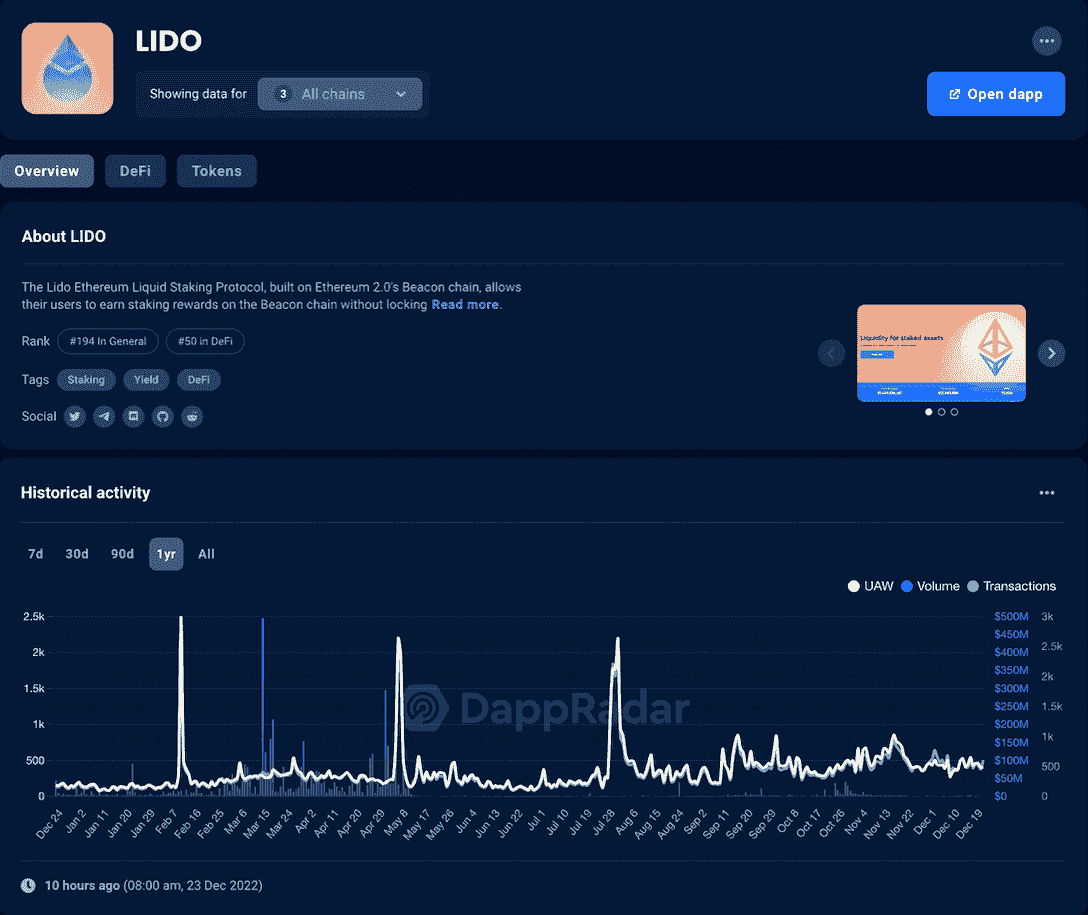 LIDO
Showing data for 3 All chains
Open dapp
Overview DeFi Tokens
About LIDO
The Lido Ethereum Liquid Staking Protocol, built on Ethereum 2.0's Beacon chain, allows
their users to earn staking rewards on the Beacon chain without locking Read more.
Rank #194 In General #50 in DeFi
Tags Staking Yield DeFi
Social
Liquidity for staked assets
Historical activity
7d 30d 90d 1yr All
UAW Volume Transactions
2.5k $500M 3k
$450M 2.5k
2k $400M
$350M 2k
1.5k $300M
$250M 1.5k
1k $200M
$150M 1k
500 $100M 500
$50M
0 $0 0
DappRadar
Dec 24 Jan 2 Jan 11 Jan 20 Jan 29 Feb 7 Feb 16 Feb 25 Mar 6 Mar 15 Mar 24 Apr 2 Apr 11 Apr 20 Apr 29 May 8 May 17 May 26 Jun 4 Jun 13 Jun 22 Jul 1 Jul 10 Jul 19 Jul 28 Aug 6 Aug 15 Aug 24 Sep 2 Sep 11 Sep 20 Sep 29 Oct 8 Oct 17 Oct 26 Nov 4 Nov 13 Nov 22 Dec 1 Dec 10 Dec 19
10 hours ago (08:00 am, 23 Dec 2022)